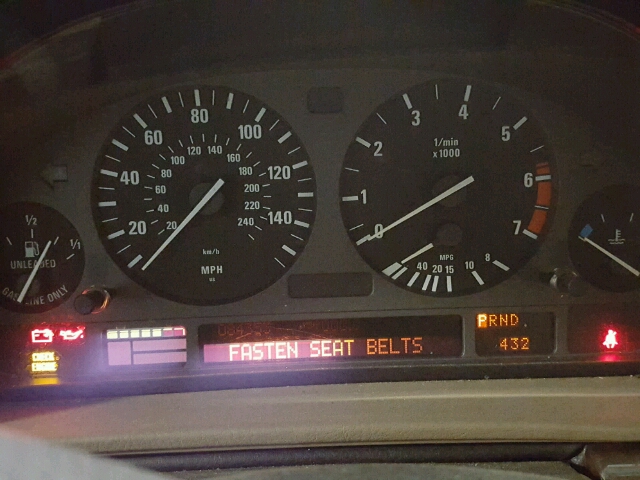 1/2
1/1
UNLEADED
GASOLINE ONLY
20
40
60
80
100
120
140
20
40
60
80
100
120
140
160
180
200
220
240
km/h
MPH
0
1
2
3
4
5
6
7
1/min
x1000
MPG
40 20 15 10 8
CHECK
ENGINE
FASTEN SEAT BELTS
PRND
432